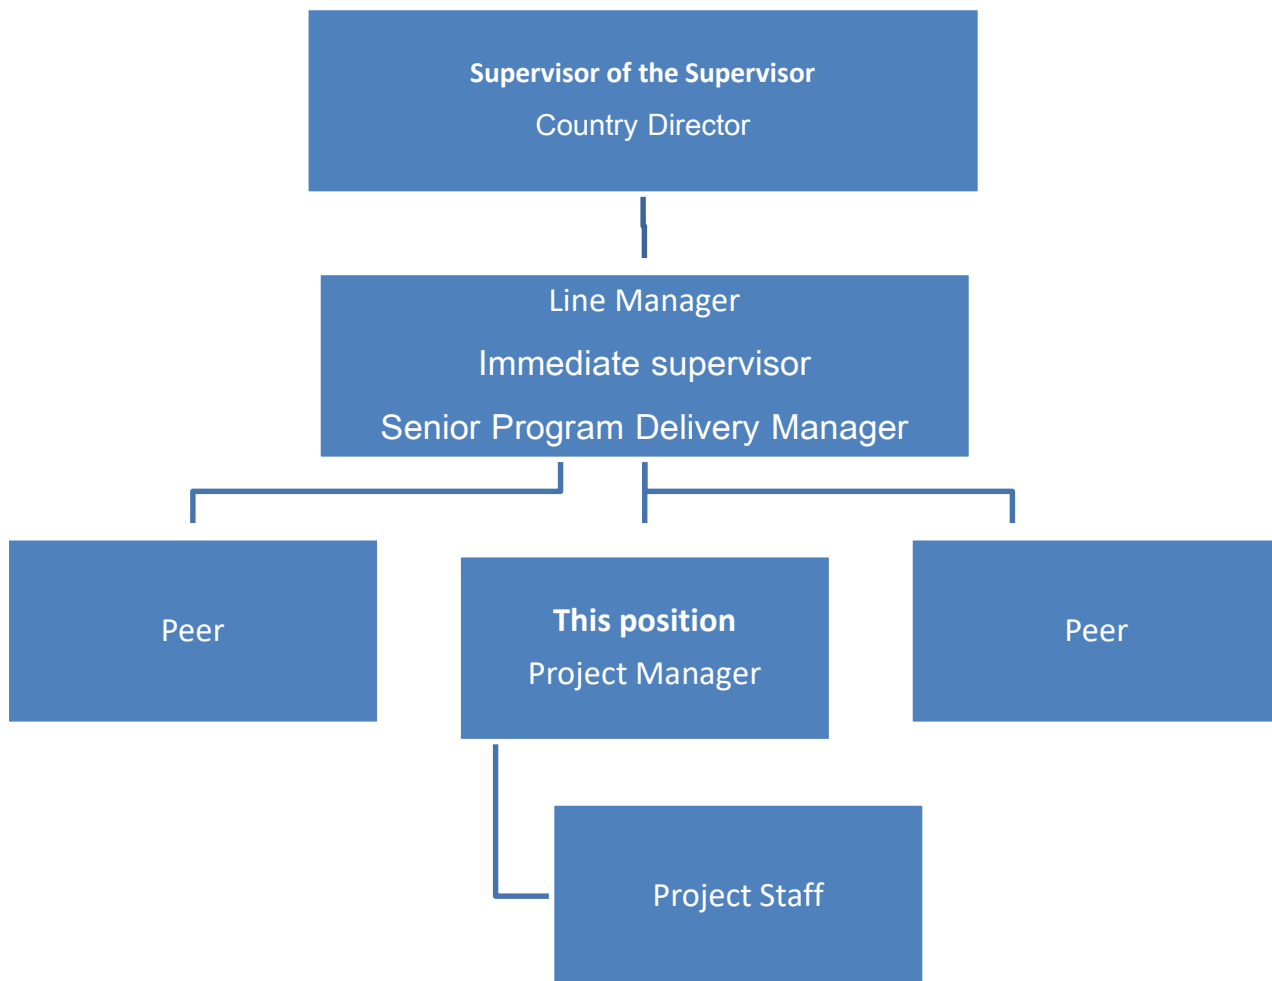 Supervisor of the Supervisor
Country Director
Line Manager
Immediate supervisor
Senior Program Delivery Manager
Peer
This position
Project Manager
Peer
Project Staff